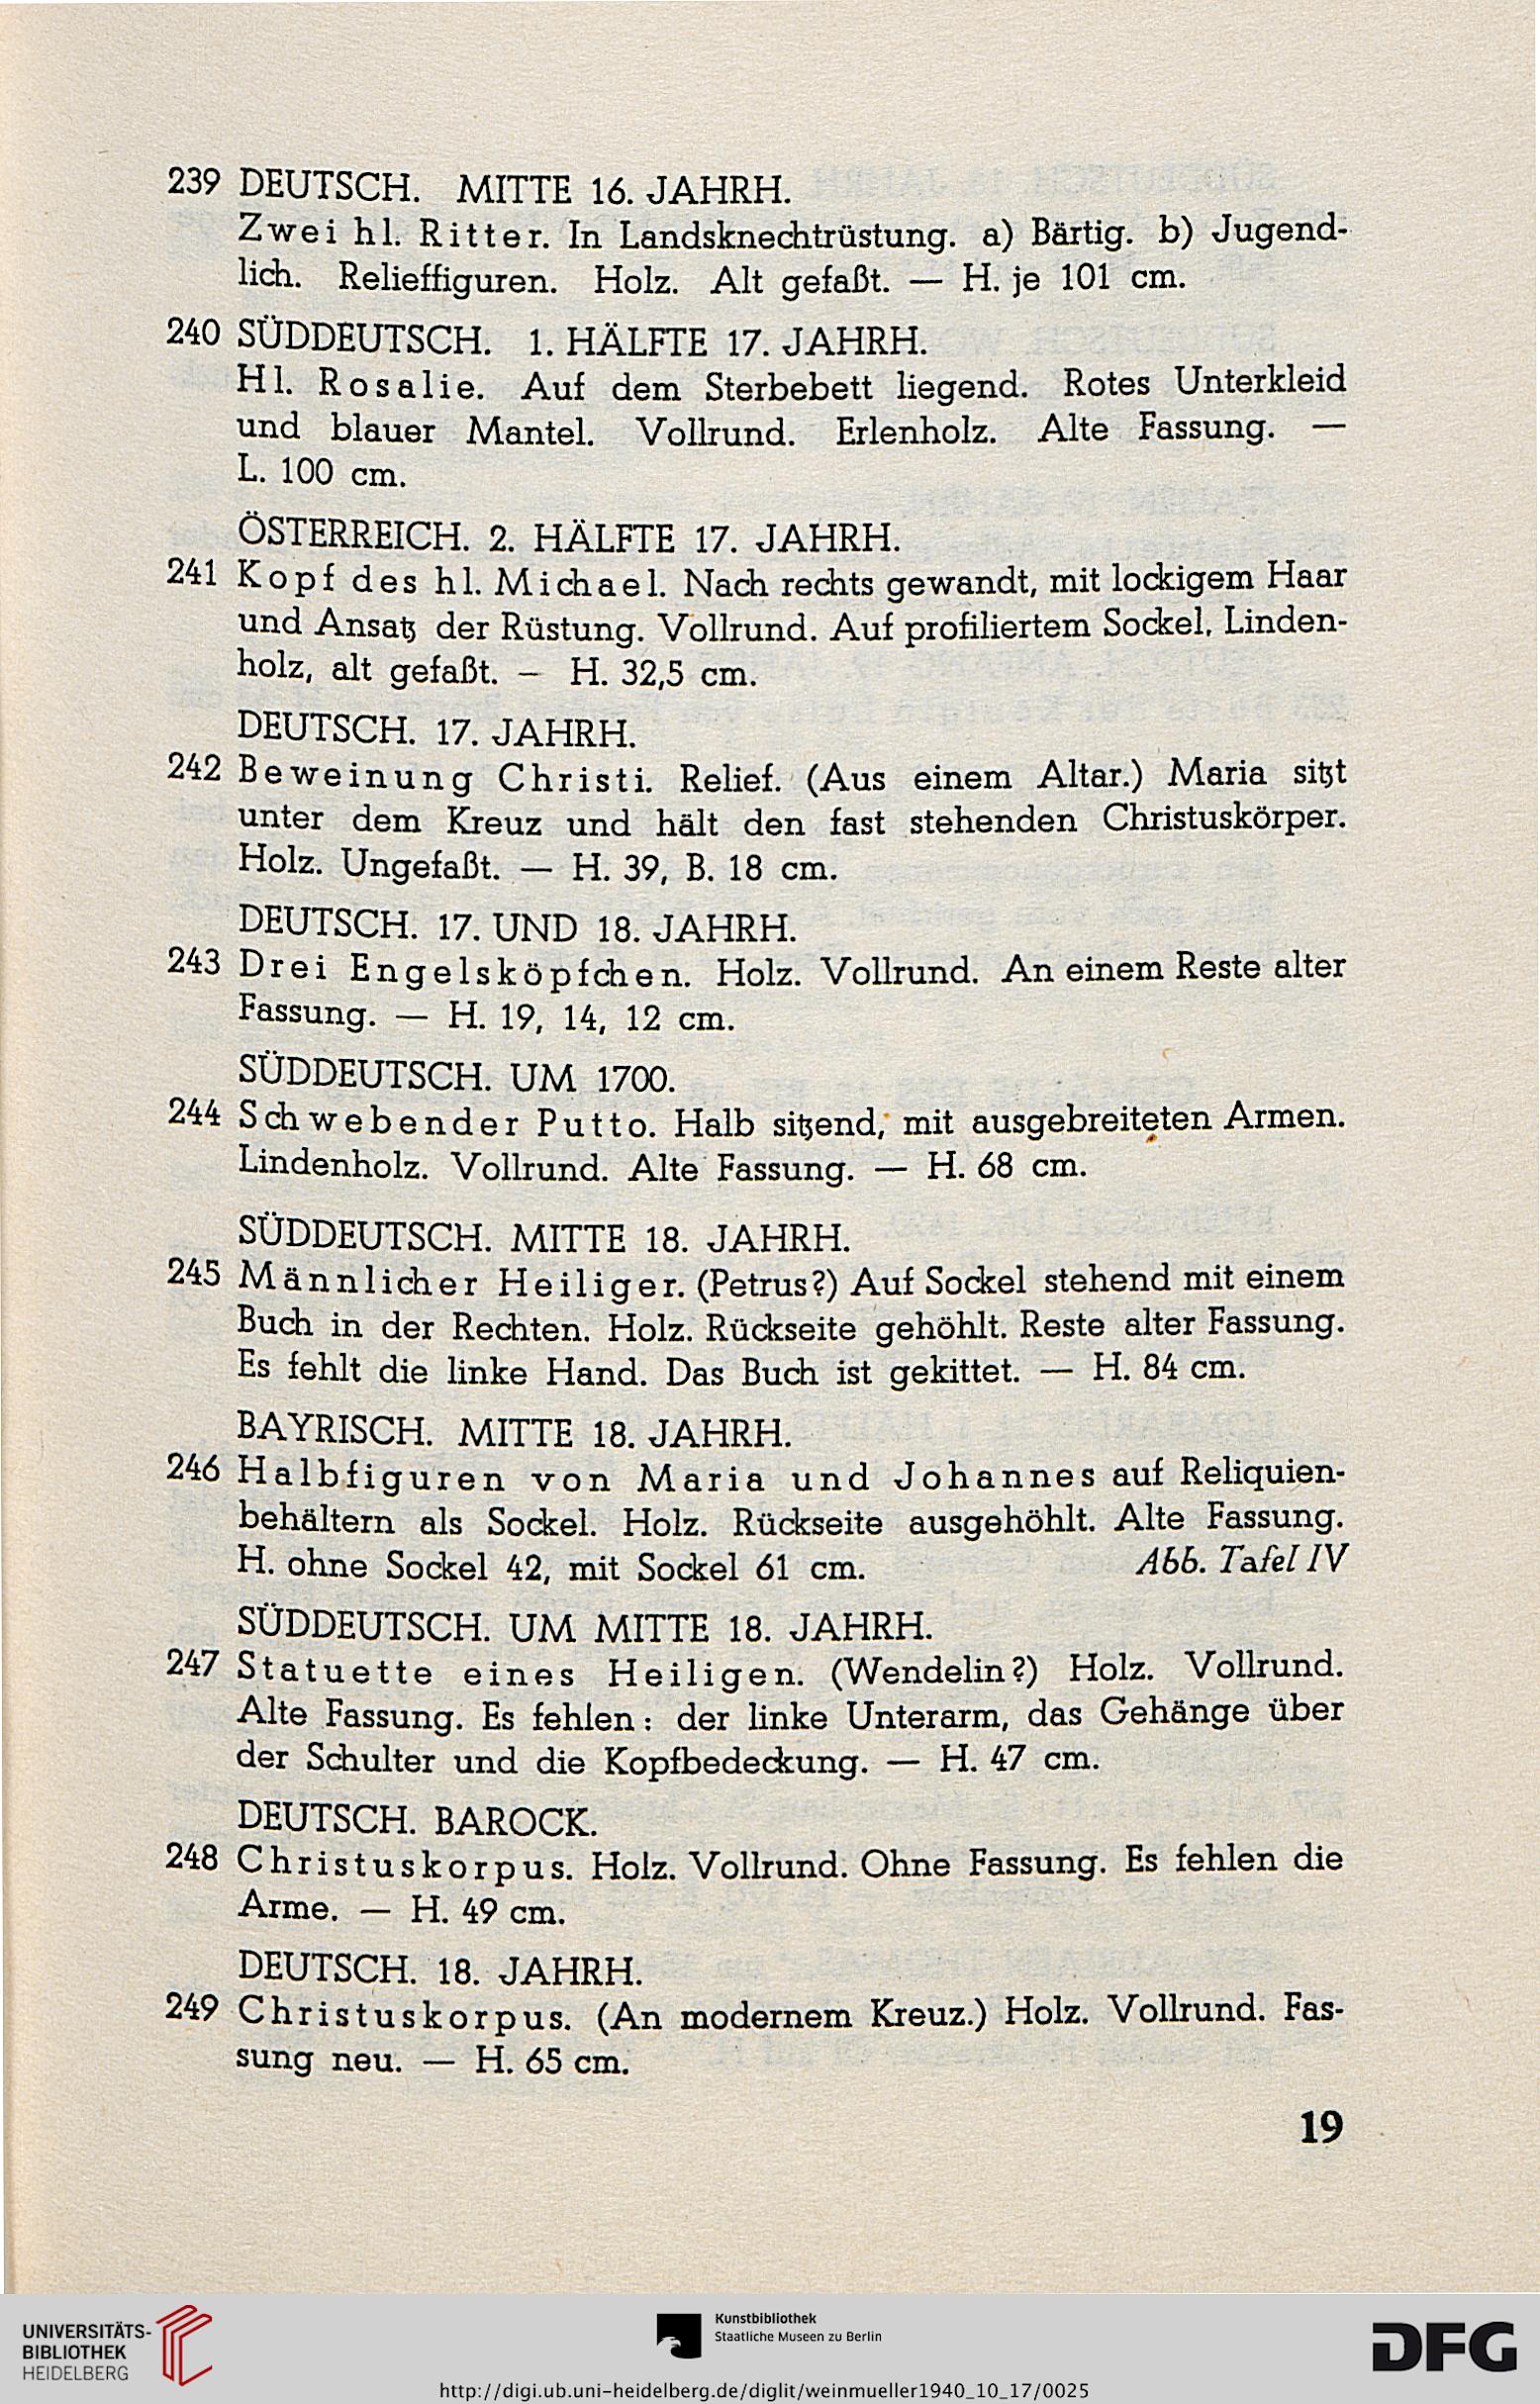 239 DEUTSCH. MITTE 16. JAHRH.
Zwei hl. Ritter. In Landsknechtrüstung. a) Bärtig. b) Jugend-
lich. Relieffiguren. Holz. Alt gefaßt. — H. je 101 cm.
240 SÜDDEUTSCH. 1. HÄLFTE 17. JAHRH.
Hl. Rosalie. Auf dem Sterbebett liegend. Rotes Unterkleid
und blauer Mantel. Vollrund. Erlenholz. Alte Fassung. —
L. 100 cm.
ÖSTERREICH. 2. HÄLFTE 17. JAHRH.
241 Kopf des hl. Michael. Nach rechts gewandt, mit lockigem Haar
und Ansatz der Rüstung. Vollrund. Auf profiliertem Sockel. Linden-
holz, alt gefaßt. — H. 32,5 cm.
DEUTSCH. 17. JAHRH.
242 Beweinung Christi. Relief. (Aus einem Altar.) Maria sitzt
unter dem Kreuz und hält den fast stehenden Christuskörper.
Holz. Ungefaßt. — H. 39, B. 18 cm.
DEUTSCH. 17. UND 18. JAHRH.
243 Drei Engelsköpfchen. Holz. Vollrund. An einem Reste alter
Fassung. — H. 19, 14, 12 cm.
SÜDDEUTSCH. UM 1700.
244 Schwebender Putto. Halb sitzend, mit ausgebreiteten Armen.
Lindenholz. Vollrund. Alte Fassung. — H. 68 cm.
SÜDDEUTSCH. MITTE 18. JAHRH.
245 Männlicher Heiliger. (Petrus?) Auf Sockel stehend mit einem
Buch in der Rechten. Holz. Rückseite gehöhlt. Reste alter Fassung.
Es fehlt die linke Hand. Das Buch ist gekittet. — H. 84 cm.
BAYRISCH. MITTE 18. JAHRH.
246 Halbfiguren von Maria und Johannes auf Reliquien-
behältern als Sockel. Holz. Rückseite ausgehöhlt. Alte Fassung.
H. ohne Sockel 42, mit Sockel 61 cm. Abb. Tafel IV
SÜDDEUTSCH. UM MITTE 18. JAHRH.
247 Statuette eines Heiligen. (Wendelin?) Holz. Vollrund.
Alte Fassung. Es fehlen: der linke Unterarm, das Gehänge über
der Schulter und die Kopfbedeckung. — H. 47 cm.
DEUTSCH. BAROCK.
248 Christuskorpus. Holz. Vollrund. Ohne Fassung. Es fehlen die
Arme. — H. 49 cm.
DEUTSCH. 18. JAHRH.
249 Christuskorpus. (An modernem Kreuz.) Holz. Vollrund. Fas-
sung neu. — H. 65 cm.
19
UNIVERSITÄTS-
BIBLIOTHEK
HEIDELBERG
Kunstbibliothek
Staatliche Museen zu Berlin
DFG
http://digi.ub.uni-heidelberg.de/diglit/weinmueller1940_10_17/0025